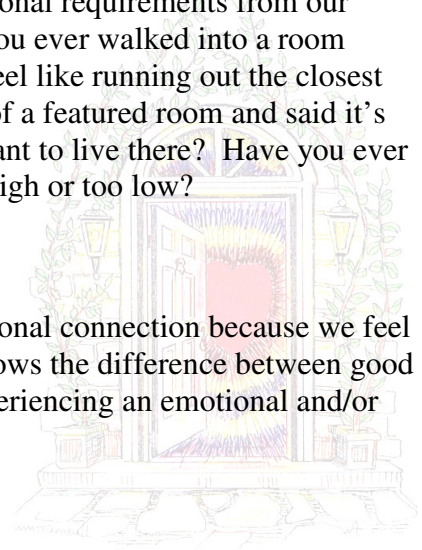 onal requirements from our
ou ever walked into a room
eel like running out the closest
of a featured room and said it's
ant to live there?  Have you ever
igh or too low?
onal connection because we feel
ows the difference between good
eriencing an emotional and/or